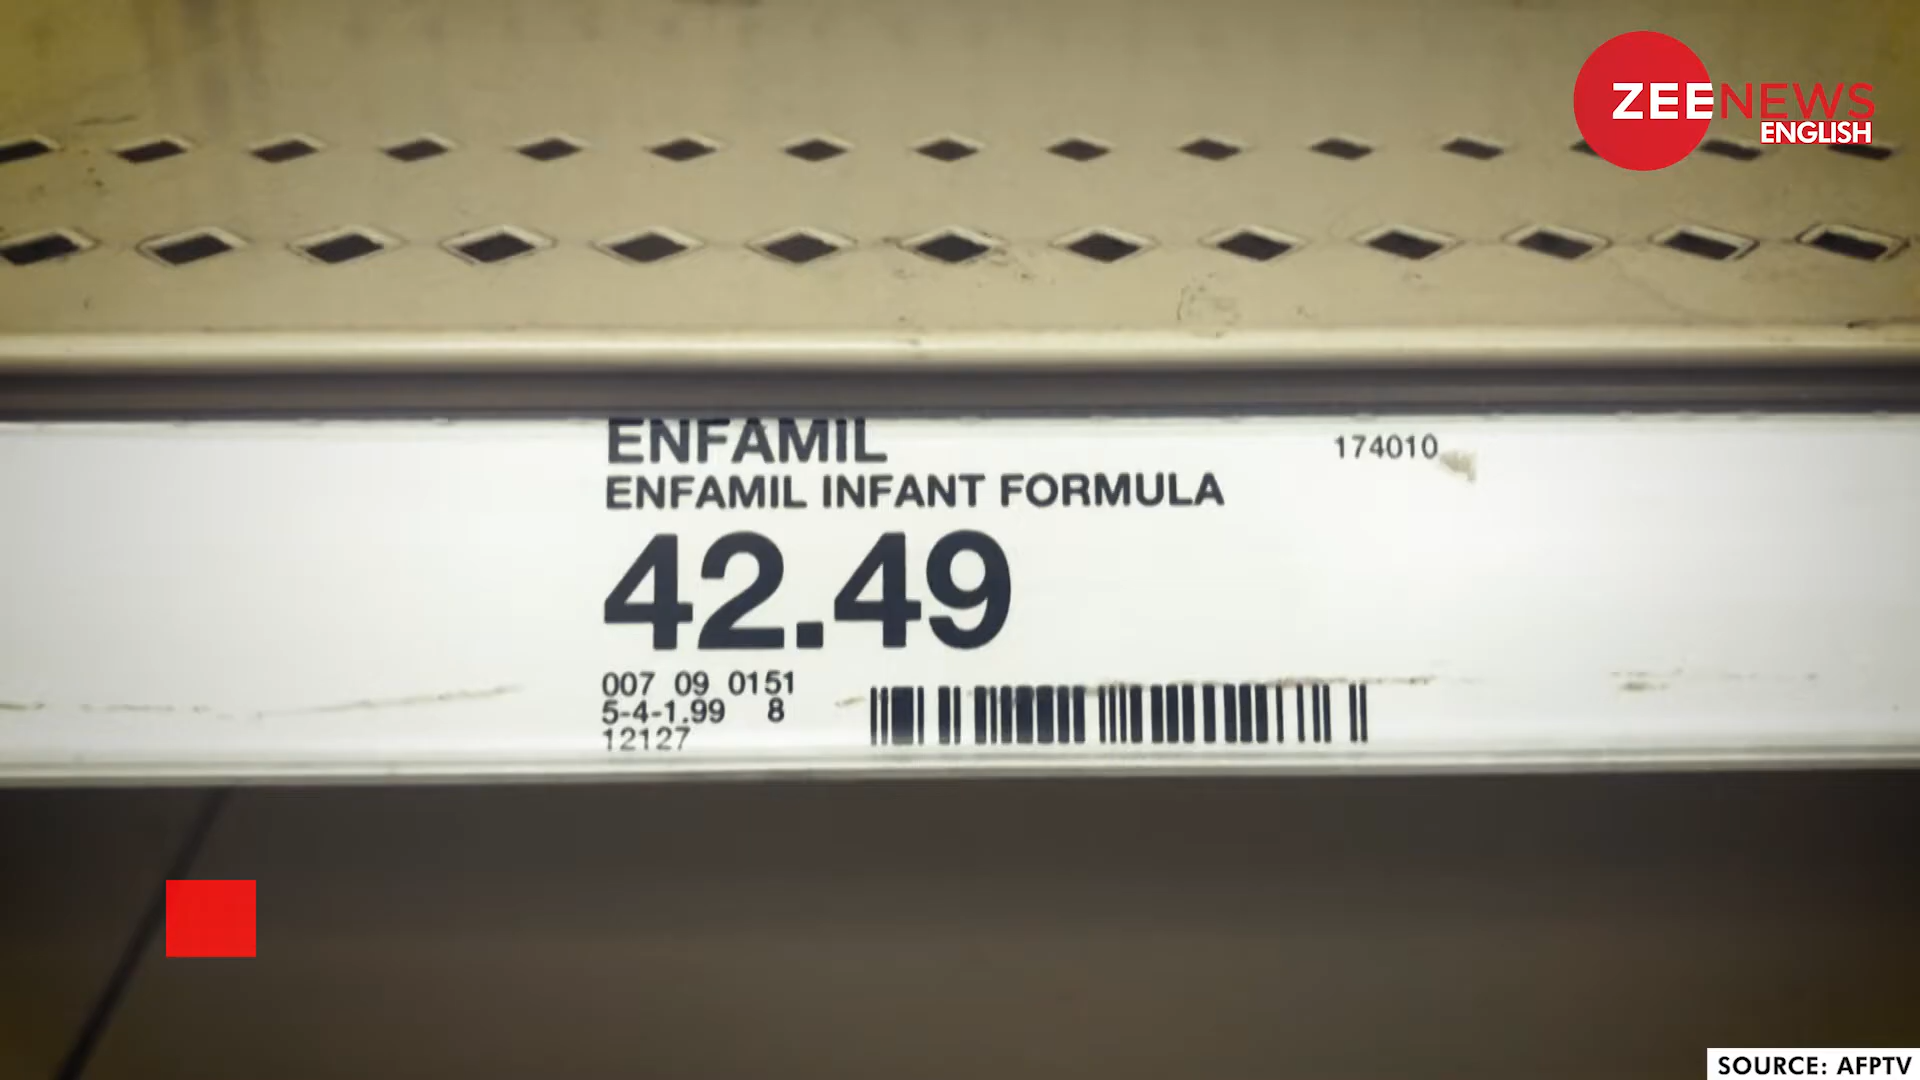 ZEENEWS
ENGLISH
ENFAMIL
174010
ENFAMIL INFANT FORMULA
42.49
007 09 0151
5-4-1.99 8
12127
SOURCE: AFPTV